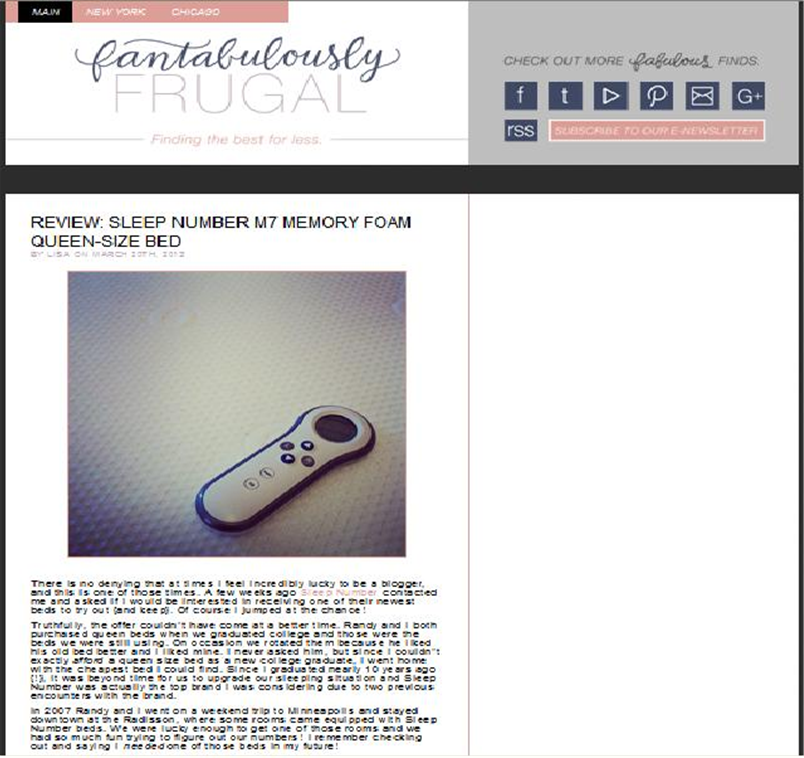 MAIN NEW YORK CHICAGO
fantabulously
FRUGAL
Finding the best for less.
CHECK OUT MORE fabulous FINDS.
f t G+
rss SUBSCRIBE TO OUR E-NEWSLETTER
REVIEW: SLEEP NUMBER M7 MEMORY FOAM
QUEEN-SIZE BED
BY LISA ON MARCH 20TH, 2012
There is no denying that at times I feel incredibly lucky to be a blogger,
and this is one of those times. A few weeks ago Sleep Number contacted
me and asked if I would be interested in receiving one of their newest
beds to try out {and keep}. Of course I jumped at the chance!
Truthfully, the offer couldn't have come at a better time. Randy and I both
purchased queen beds when we graduated college and those were the
beds we were still using. On occasion we rotated them because he liked
his old bed better and I liked mine. I never asked him, but since I couldn't
exactly afford a queen size bed as a new college graduate, I went home
with the cheapest bed I could find. Since I graduated nearly 10 years ago
{!}, it was beyond time for us to upgrade our sleeping situation and Sleep
Number was actually the top brand I was considering due to two previous
encounters with the brand.
In 2007 Randy and I went on a weekend trip to Minneapolis and stayed
downtown at the Radisson, where some rooms came equipped with Sleep
Number beds. We were lucky enough to get one of those rooms and we
had so much fun trying to figure out our numbers! I remember checking
out and saying I needed one of those beds in my future!